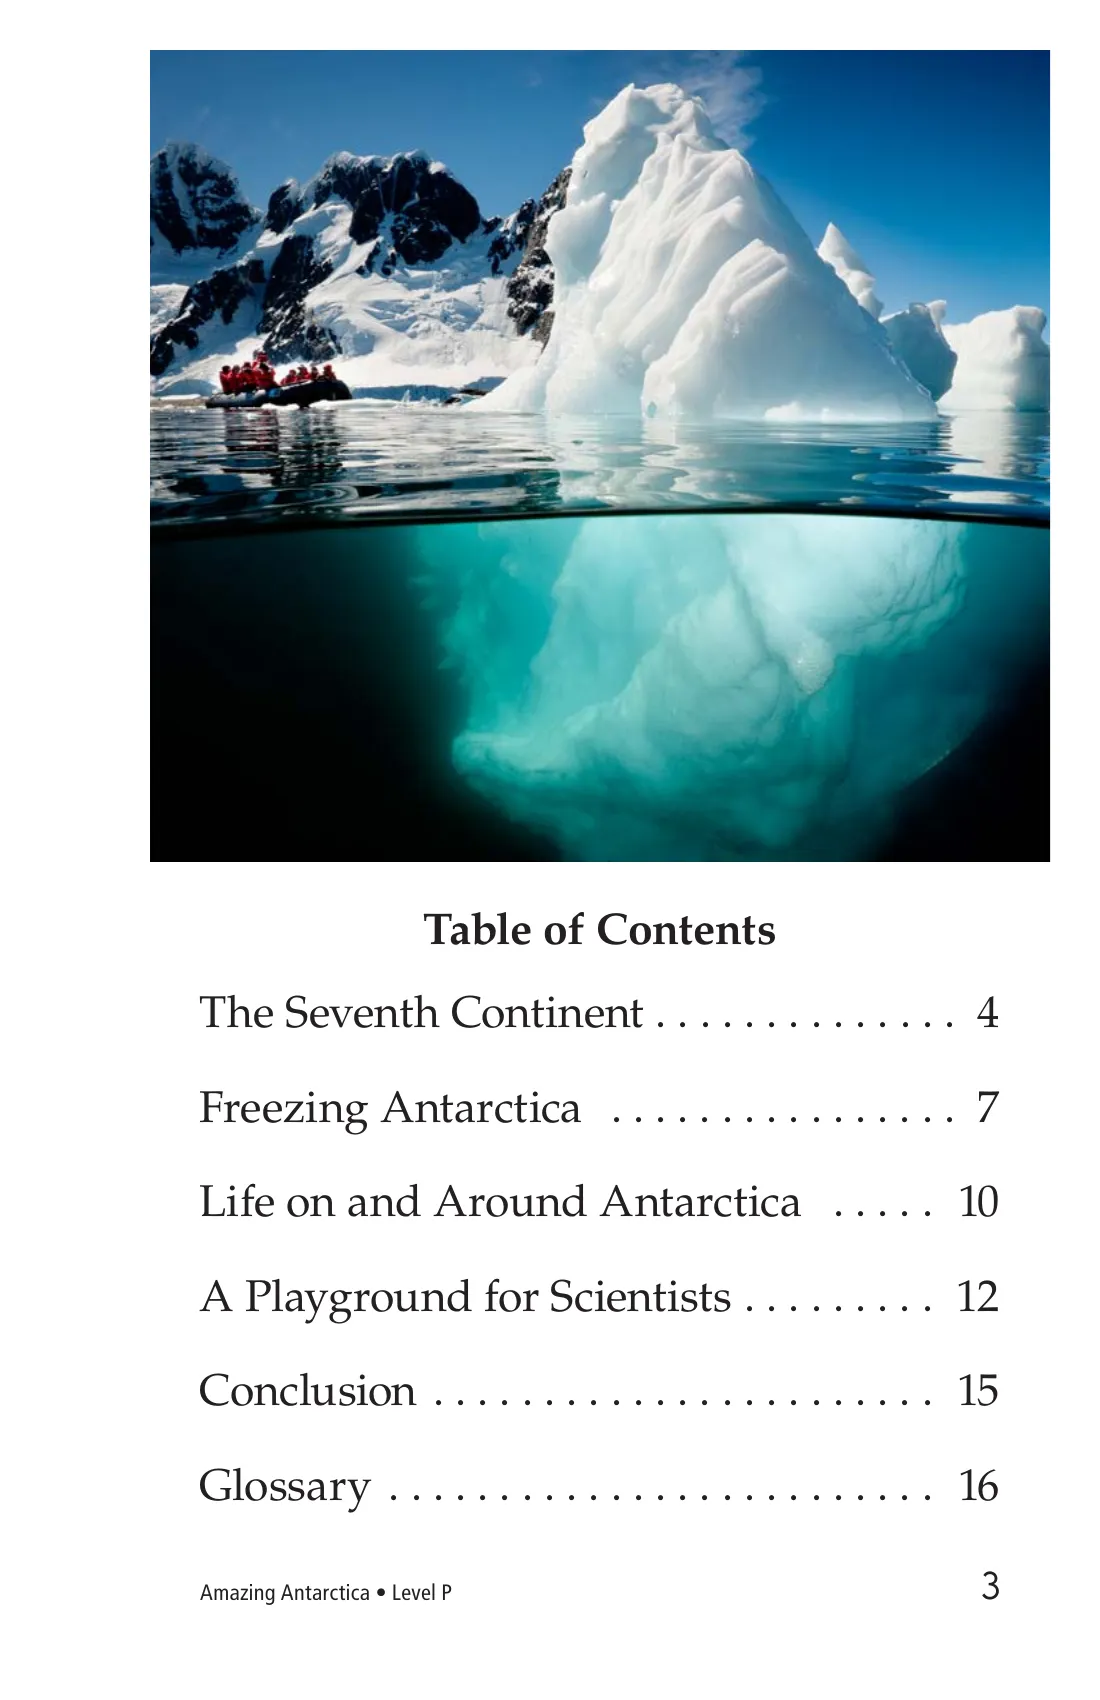 Table of Contents
The Seventh Continent . . . . . . . . . . . . . . 4
Freezing Antarctica . . . . . . . . . . . . . . . . 7
Life on and Around Antarctica . . . . . 10
A Playground for Scientists . . . . . . . . . 12
Conclusion . . . . . . . . . . . . . . . . . . . . . . . 15
Glossary . . . . . . . . . . . . . . . . . . . . . . . . . 16
Amazing Antarctica • Level P 3